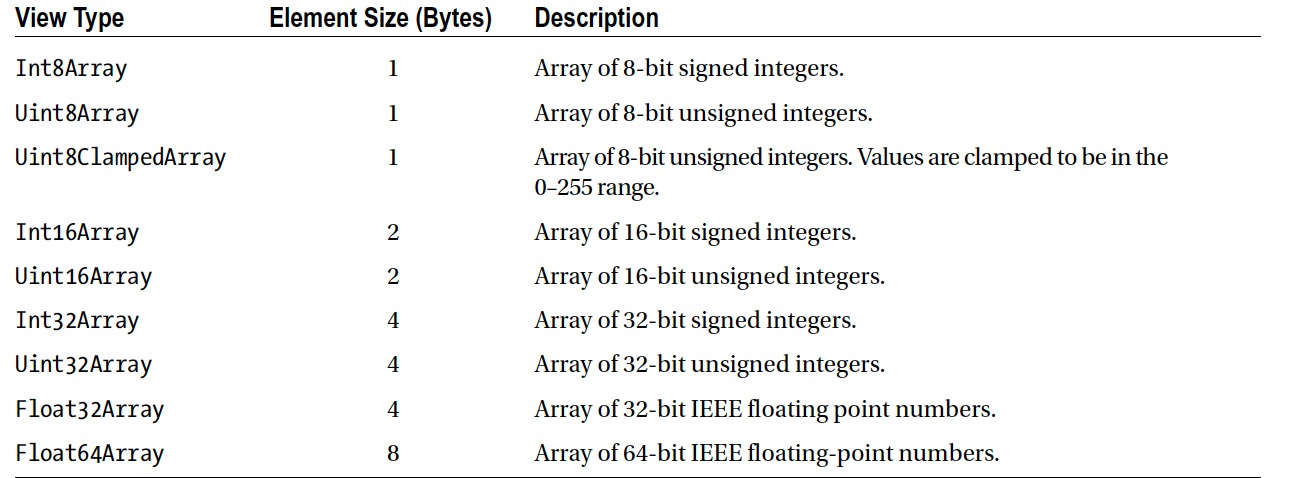 View Type Element Size (Bytes) Description
Int8Array 1 Array of 8-bit signed integers.
Uint8Array 1 Array of 8-bit unsigned integers.
Uint8ClampedArray 1 Array of 8-bit unsigned integers. Values are clamped to be in the
0–255 range.
Int16Array 2 Array of 16-bit signed integers.
Uint16Array 2 Array of 16-bit unsigned integers.
Int32Array 4 Array of 32-bit signed integers.
Uint32Array 4 Array of 32-bit unsigned integers.
Float32Array 4 Array of 32-bit IEEE floating point numbers.
Float64Array 8 Array of 64-bit IEEE floating-point numbers.